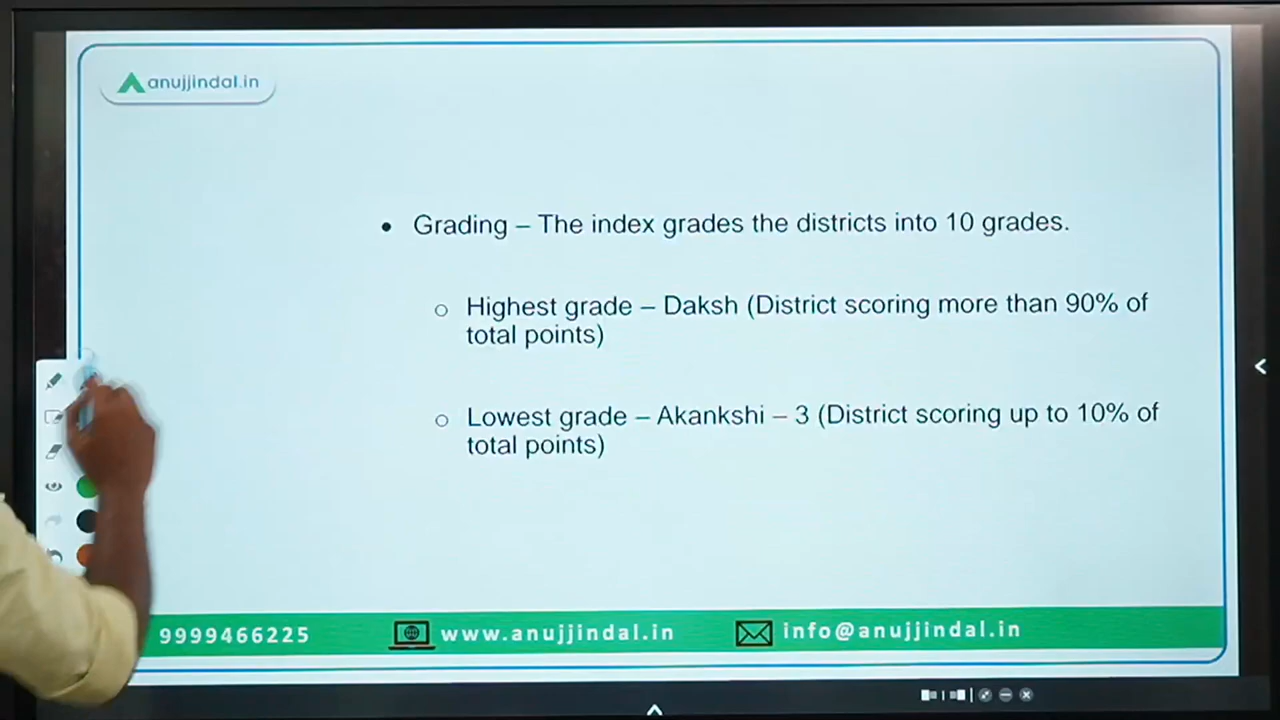 anujjindal.in
• Grading – The index grades the districts into 10 grades.
o Highest grade – Daksh (District scoring more than 90% of
total points)
o Lowest grade – Akankshi – 3 (District scoring up to 10% of
total points)
9999466225 www.anujjindal.in info@anujjindal.in